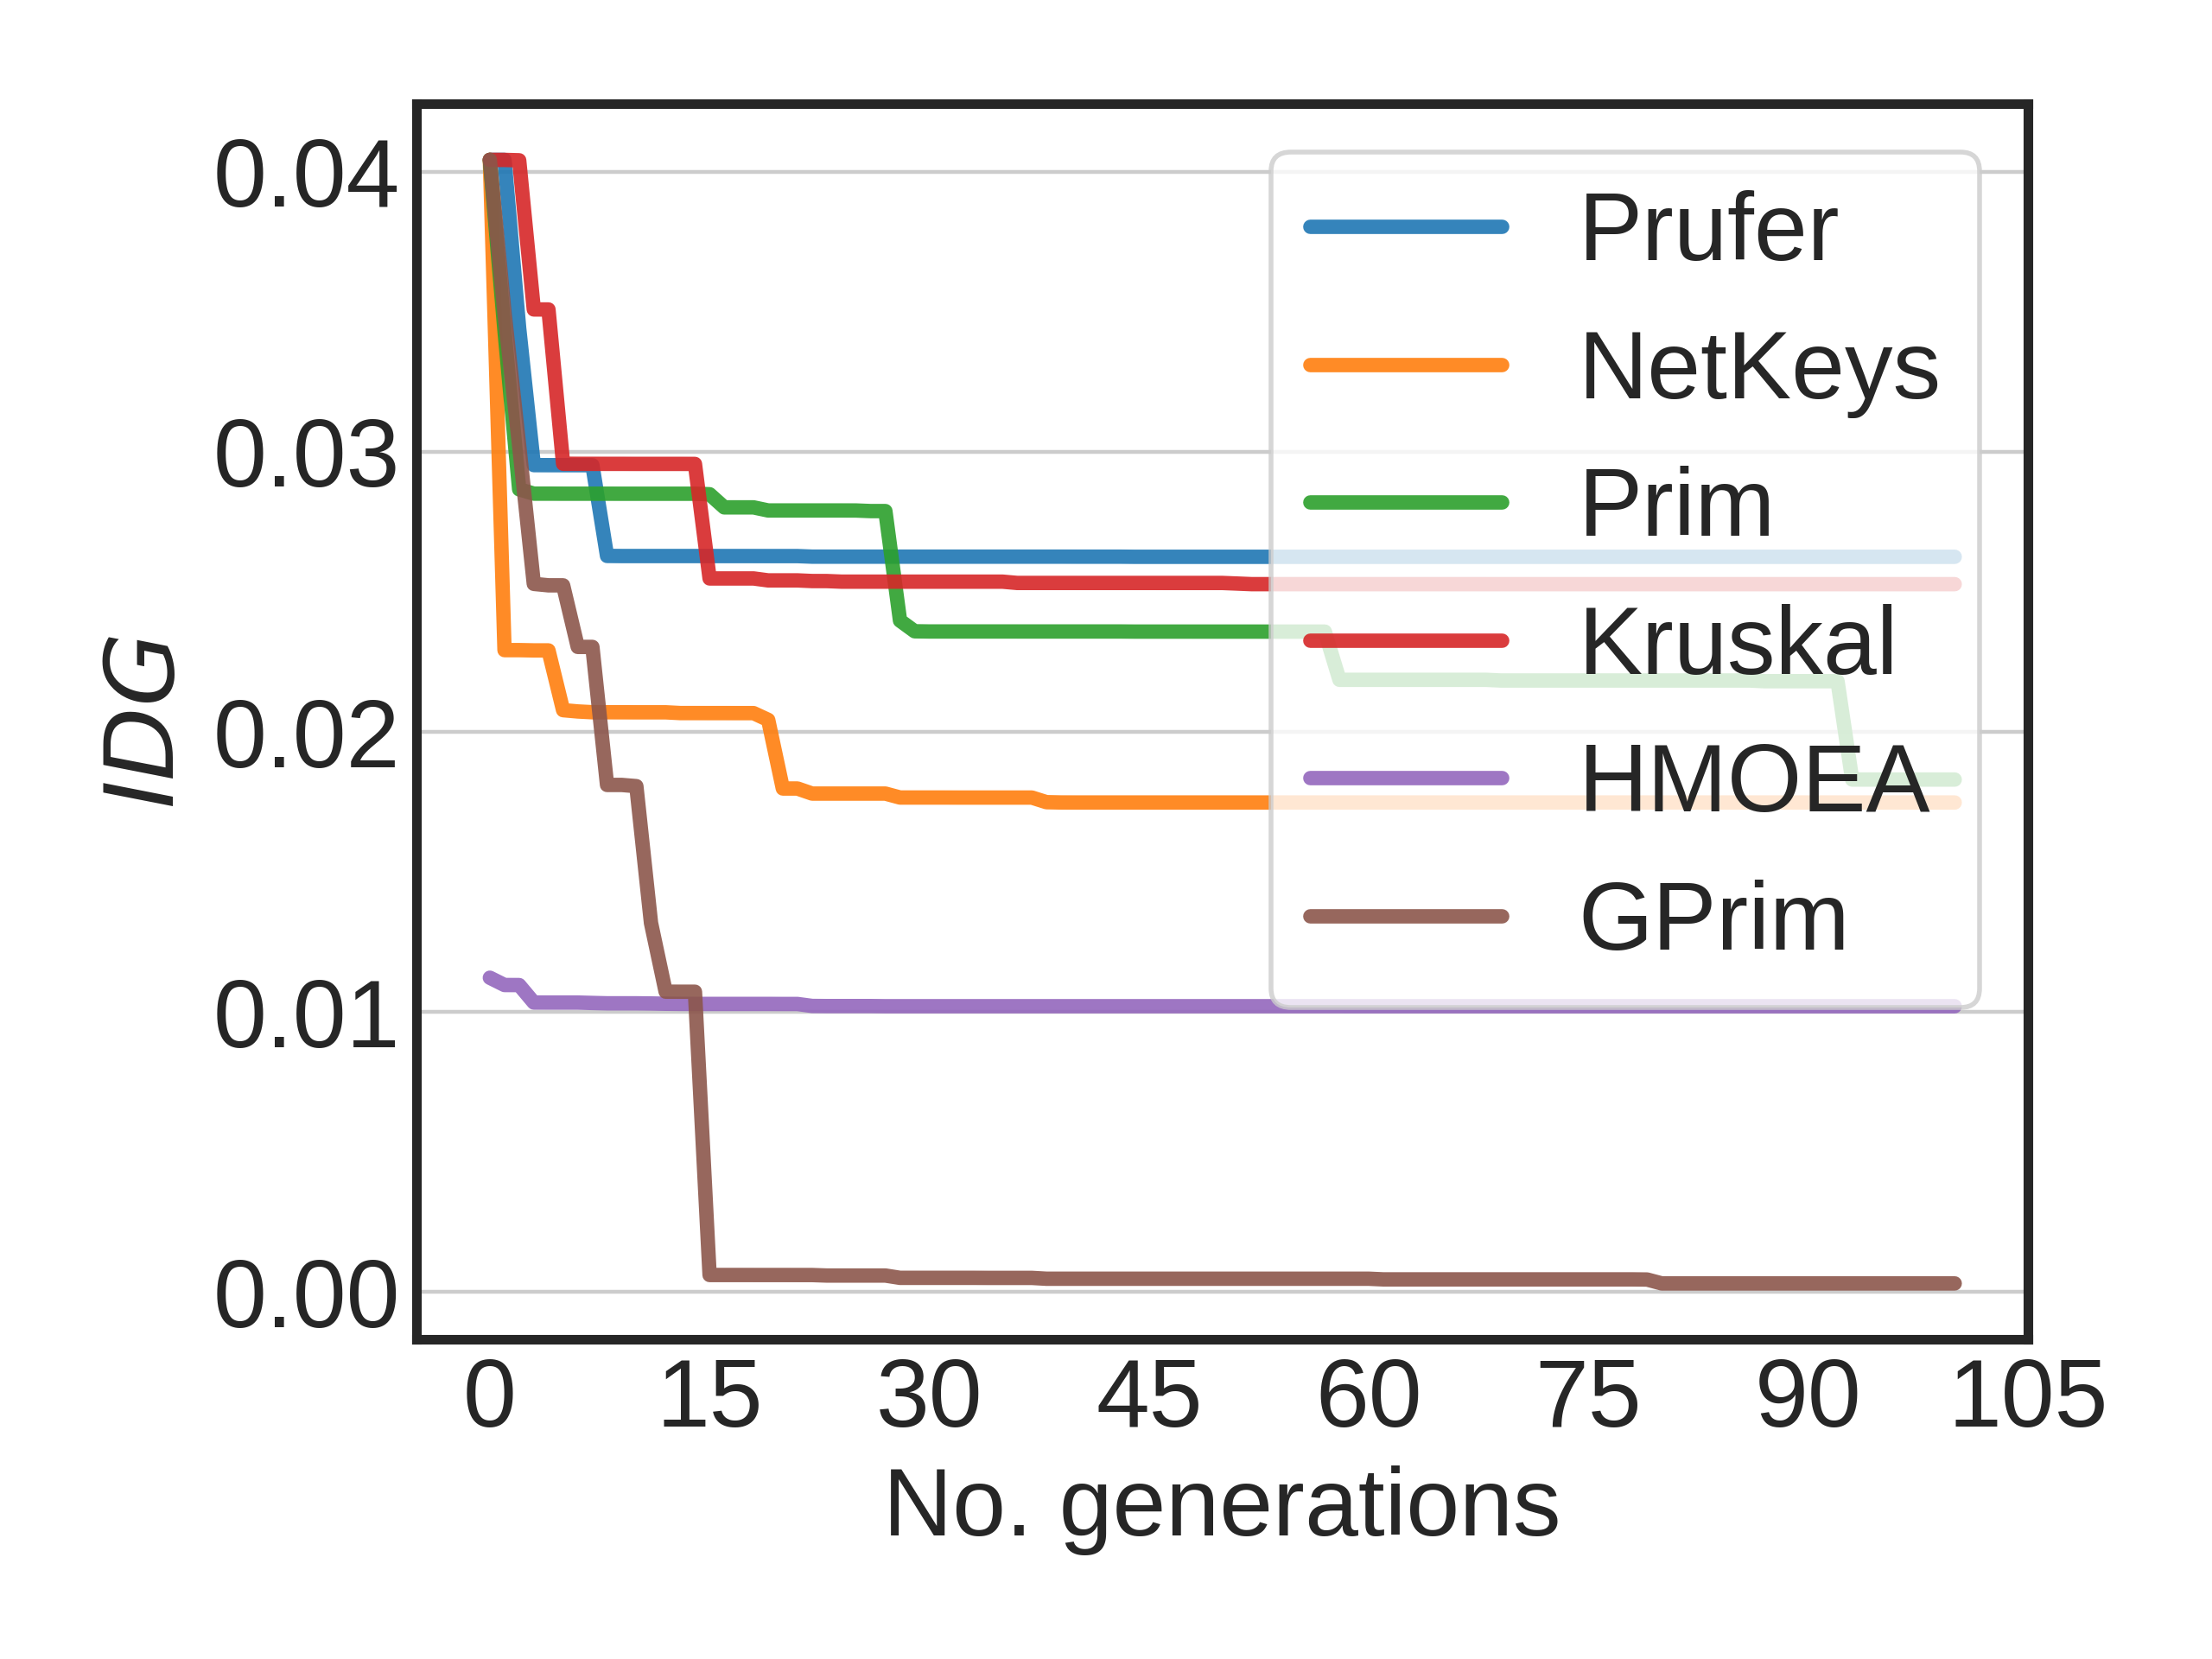 0.04
0.03
0.02
0.01
0.00
IDG
Prufer
NetKeys
Prim
Kruskal
HMOEA
GPrim
0 15 30 45 60 75 90 105
No. generations